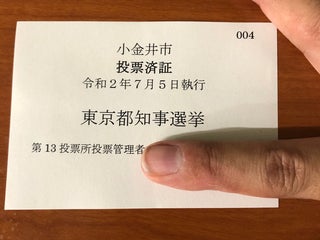 004
小金井市
投票済証
令和２年７月５日執行
東京都知事選挙
第13投票所投票管理者